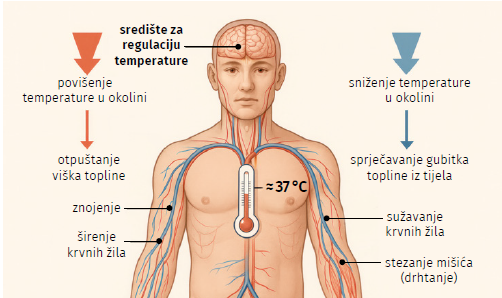 središte za
regulaciju
temperature
povišenje
temperature u okolini
otpuštanje
viška topline
znojenje
širenje
krvnih žila
≈ 37 °C
sniženje temperature
u okolini
sprječavanje gubitka
topline iz tijela
sužavanje
krvnih žila
stezanje mišića
(drhtanje)